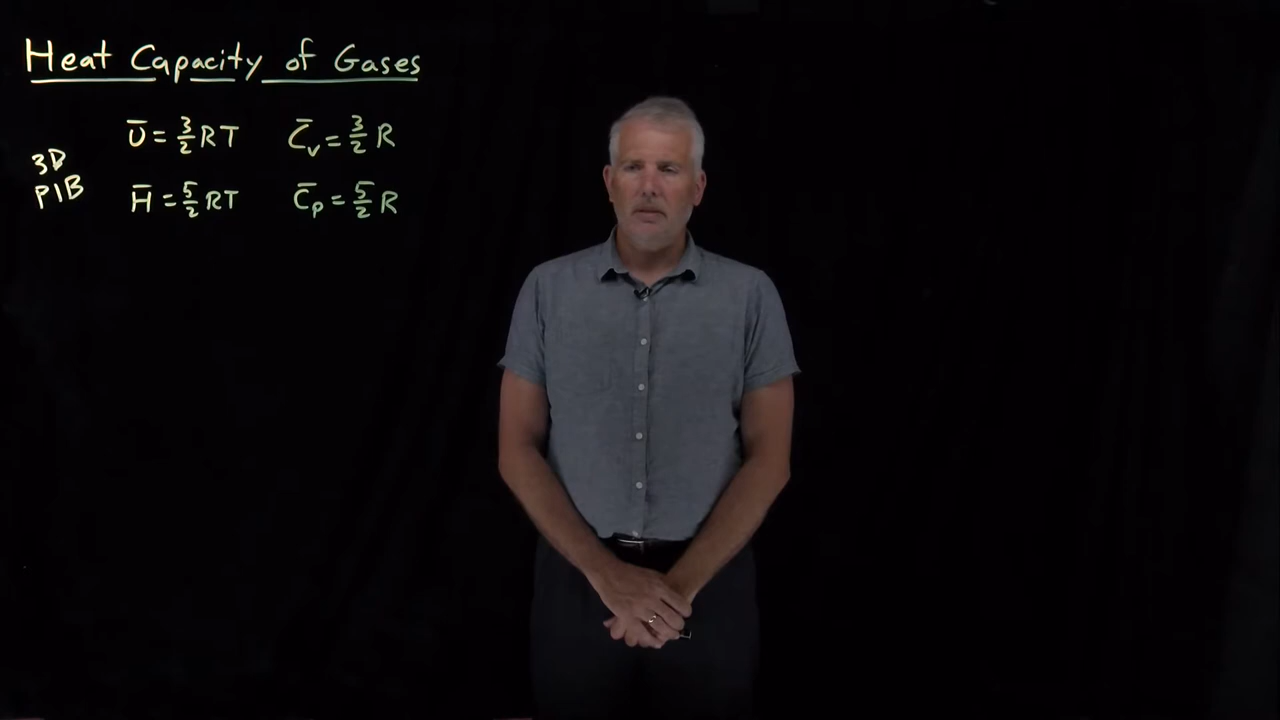 Heat Capacity of Gases
3D PIB
Ū = 3/2 RT C̄ᵥ = 3/2 R
H̄ = 5/2 RT C̄ₚ = 5/2 R